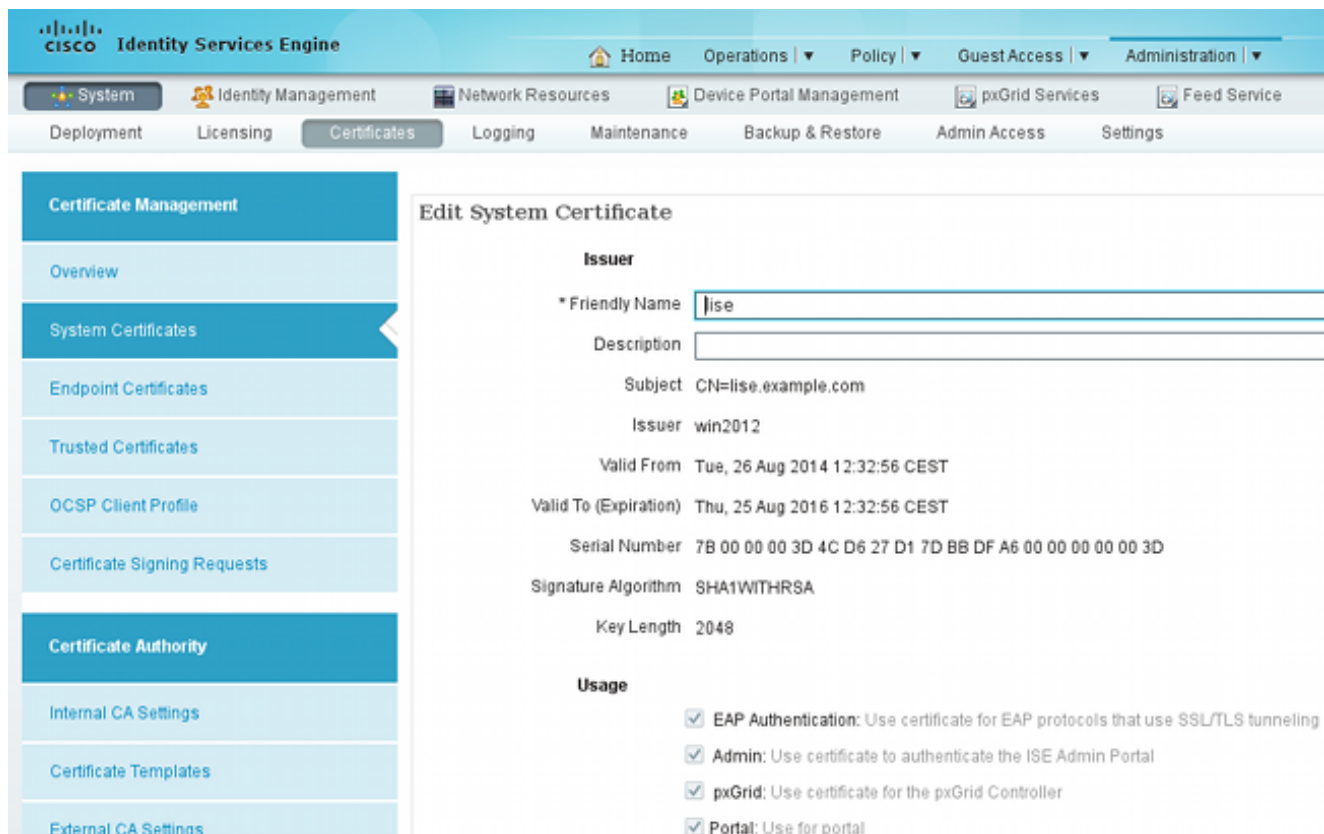 cisco Identity Services Engine
Home Operations | ▼ Policy | ▼ Guest Access | ▼ Administration | ▼
System Identity Management Network Resources Device Portal Management pxGrid Services Feed Service
Deployment Licensing Certificates Logging Maintenance Backup & Restore Admin Access Settings
Certificate Management
Overview
System Certificates
Endpoint Certificates
Trusted Certificates
OCSP Client Profile
Certificate Signing Requests
Certificate Authority
Internal CA Settings
Certificate Templates
External CA Settings
Edit System Certificate
Issuer
* Friendly Name lise
Description
Subject CN=lise.example.com
Issuer win2012
Valid From Tue, 26 Aug 2014 12:32:56 CEST
Valid To (Expiration) Thu, 25 Aug 2016 12:32:56 CEST
Serial Number 7B 00 00 00 3D 4C D6 27 D1 7D BB DF A6 00 00 00 00 00 3D
Signature Algorithm SHA1WITHRSA
Key Length 2048
Usage
EAP Authentication: Use certificate for EAP protocols that use SSL/TLS tunneling
Admin: Use certificate to authenticate the ISE Admin Portal
pxGrid: Use certificate for the pxGrid Controller
Portal: Use for portal